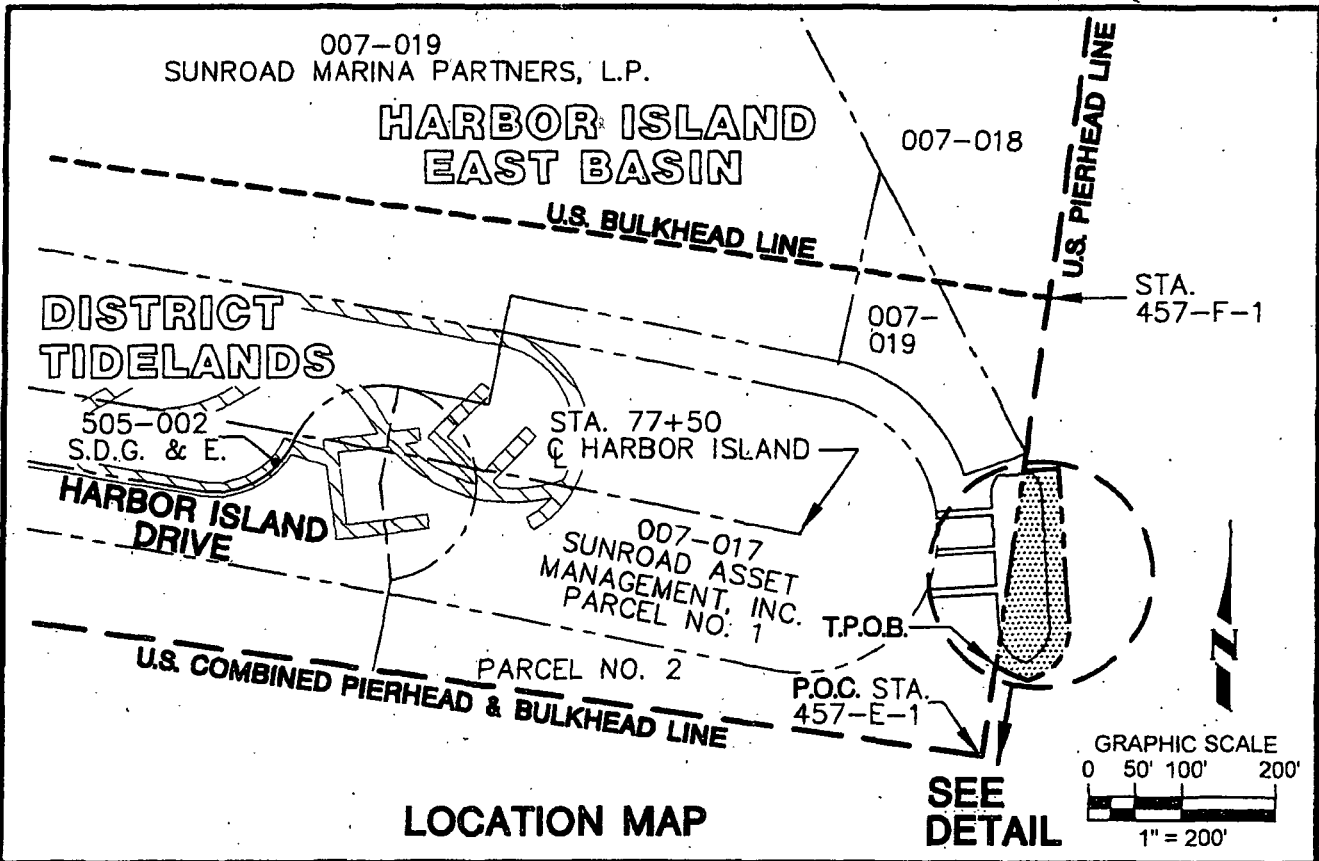 007-019
SUNROAD MARINA PARTNERS, L.P.
HARBOR ISLAND
EAST BASIN
007-018
U.S. PIERHEAD LINE
U.S. BULKHEAD LINE
STA.
457-F-1
DISTRICT
TIDELANDS
007-
019
505-002
S.D.G. & E.
STA. 77+50
℄ HARBOR ISLAND
HARBOR ISLAND
DRIVE
007-017
SUNROAD ASSET
MANAGEMENT, INC.
PARCEL NO. 1
T.P.O.B.
PARCEL NO. 2
U.S. COMBINED PIERHEAD & BULKHEAD LINE
P.O.C. STA.
457-E-1
N
GRAPHIC SCALE
0 50' 100' 200'
1" = 200'
SEE
DETAIL
LOCATION MAP